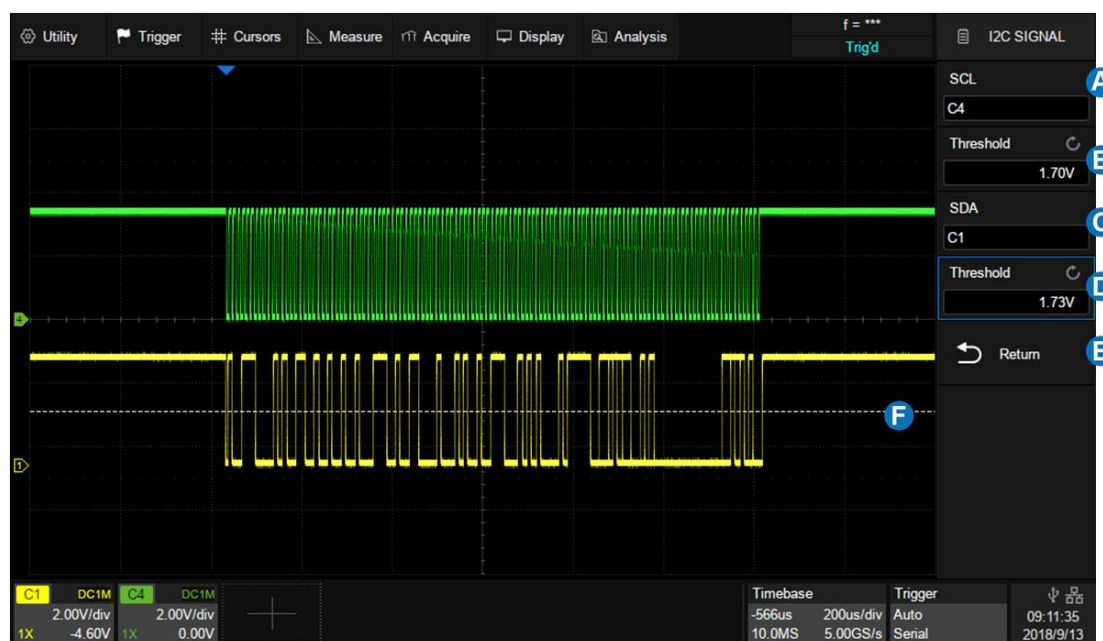 Utility Trigger Cursors Measure Acquire Display Analysis f = *** I2C SIGNAL
Trig'd
SCL A
C4
Threshold B
1.70V
SDA C
C1
Threshold D
1.73V
Return E
F
4
1
C1 DC1M C4 DC1M Timebase Trigger
2.00V/div 2.00V/div -566us 200us/div Auto
1X -4.60V 1X 0.00V 10.0MS 5.00GS/s Serial
09:11:35
2018/9/13